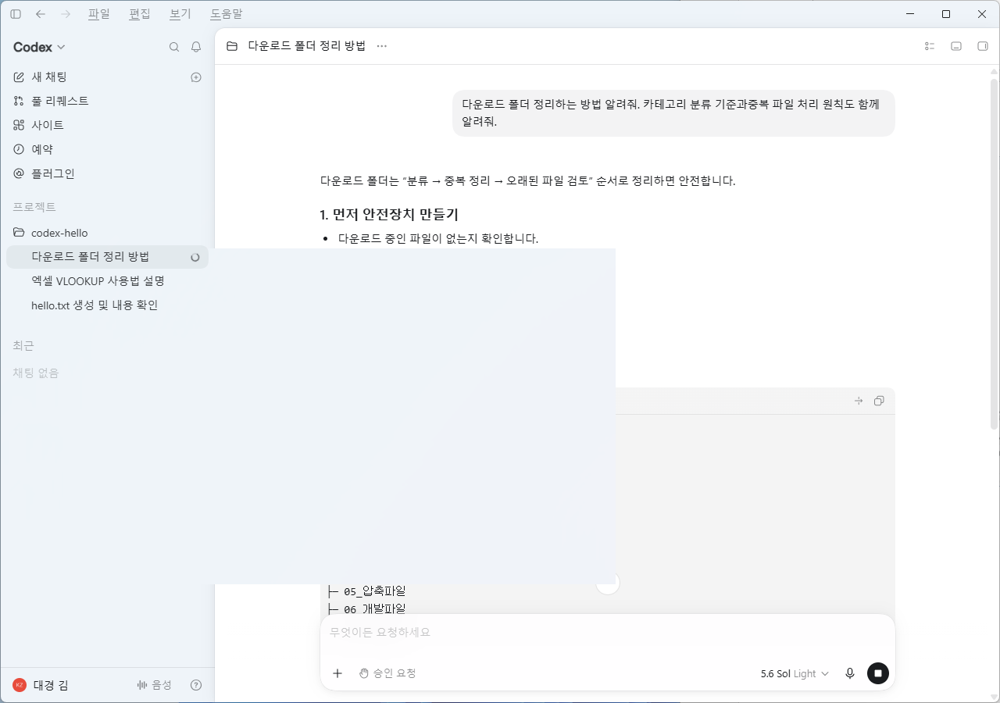 파일 편집 보기 도움말
Codex
새 채팅
풀 리퀘스트
사이트
예약
플러그인
프로젝트
codex-hello
다운로드 폴더 정리 방법
엑셀 VLOOKUP 사용법 설명
hello.txt 생성 및 내용 확인
최근
채팅 없음
KZ 대경 김
음성
다운로드 폴더 정리 방법
다운로드 폴더 정리하는 방법 알려줘. 카테고리 분류 기준과중복 파일 처리 원칙도 함께
알려줘.
다운로드 폴더는 “분류 → 중복 정리 → 오래된 파일 검토” 순서로 정리하면 안전합니다.
1. 먼저 안전장치 만들기
• 다운로드 중인 파일이 없는지 확인합니다.
├─ 05_압축파일
├─ 06_개발파일
무엇이든 요청하세요
승인 요청
5.6 Sol Light